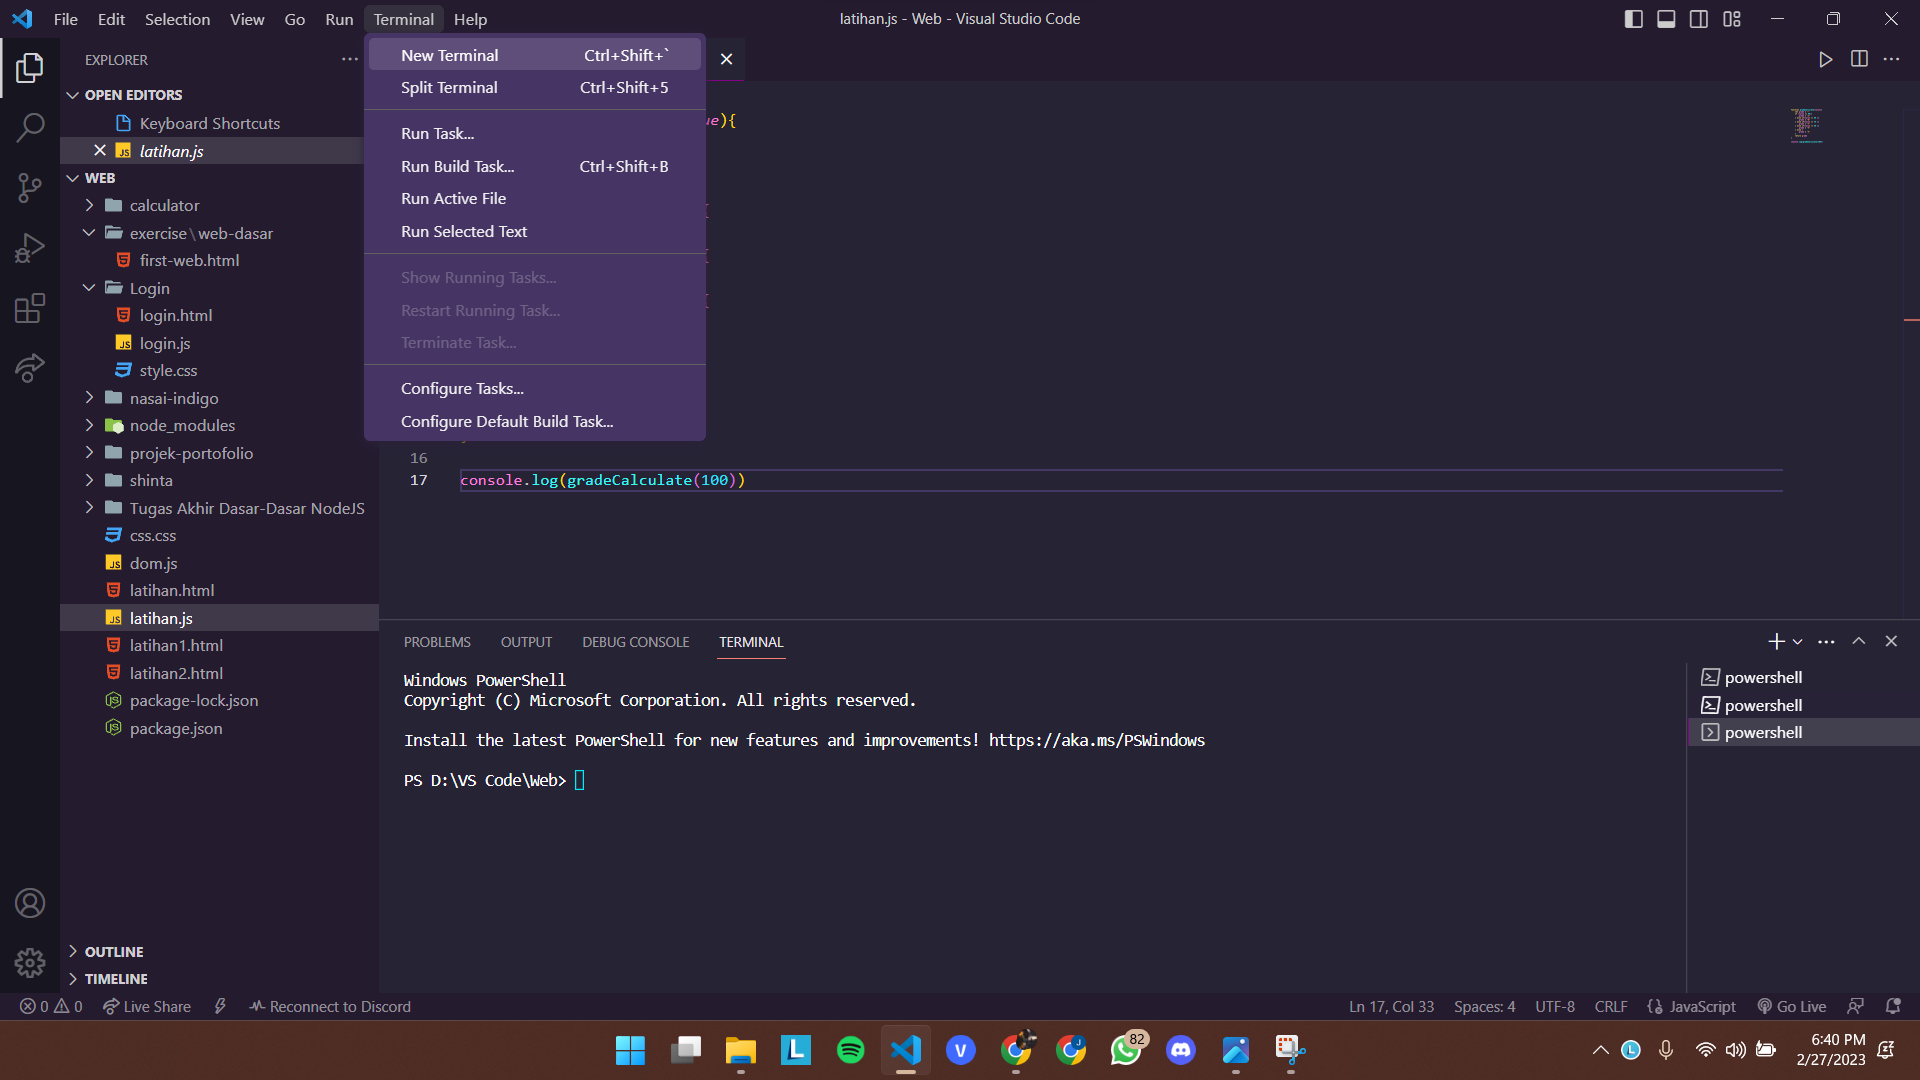 File Edit Selection View Go Run Terminal Help
latihan.js - Web - Visual Studio Code
EXPLORER
OPEN EDITORS
Keyboard Shortcuts
JS latihan.js
WEB
calculator
exercise\web-dasar
first-web.html
Login
login.html
JS login.js
style.css
nasai-indigo
node_modules
projek-portofolio
shinta
Tugas Akhir Dasar-Dasar NodeJS
css.css
JS dom.js
latihan.html
JS latihan.js
latihan1.html
latihan2.html
package-lock.json
package.json
OUTLINE
TIMELINE
New Terminal Ctrl+Shift+`
Split Terminal Ctrl+Shift+5
Run Task...
Run Build Task... Ctrl+Shift+B
Run Active File
Run Selected Text
Show Running Tasks...
Restart Running Task...
Terminate Task...
Configure Tasks...
Configure Default Build Task...
ue){
16
17 console.log(gradeCalculate(100))
PROBLEMS OUTPUT DEBUG CONSOLE TERMINAL
Windows PowerShell
Copyright (C) Microsoft Corporation. All rights reserved.
Install the latest PowerShell for new features and improvements! https://aka.ms/PSWindows
PS D:\VS Code\Web>
powershell
powershell
powershell
0 0 Live Share Reconnect to Discord
Ln 17, Col 33 Spaces: 4 UTF-8 CRLF {} JavaScript Go Live
L V J 82
L
6:40 PM
2/27/2023